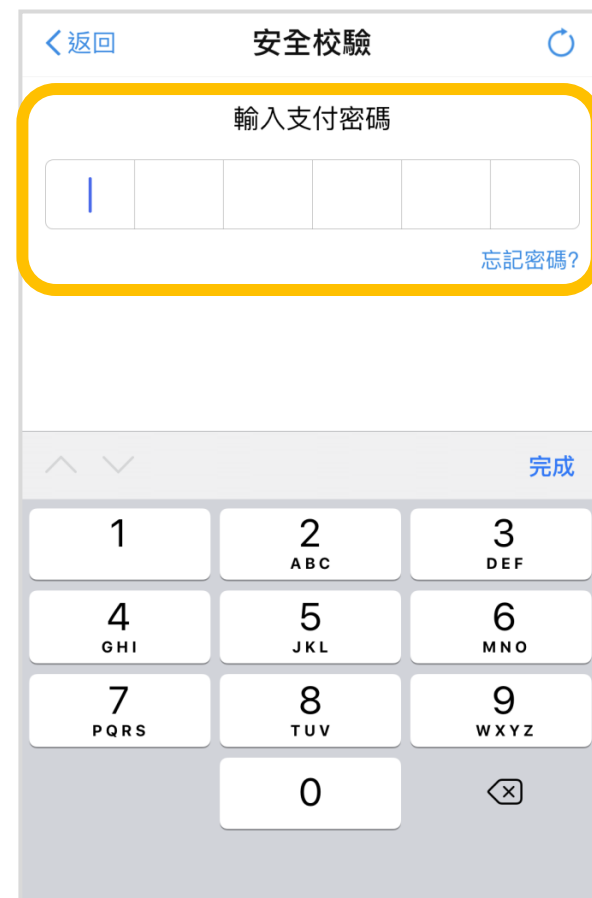 返回 安全校驗
輸入支付密碼
忘記密碼?
完成
1 2 3
ABC DEF
4 5 6
GHI JKL MNO
7 8 9
PQRS TUV WXYZ
0